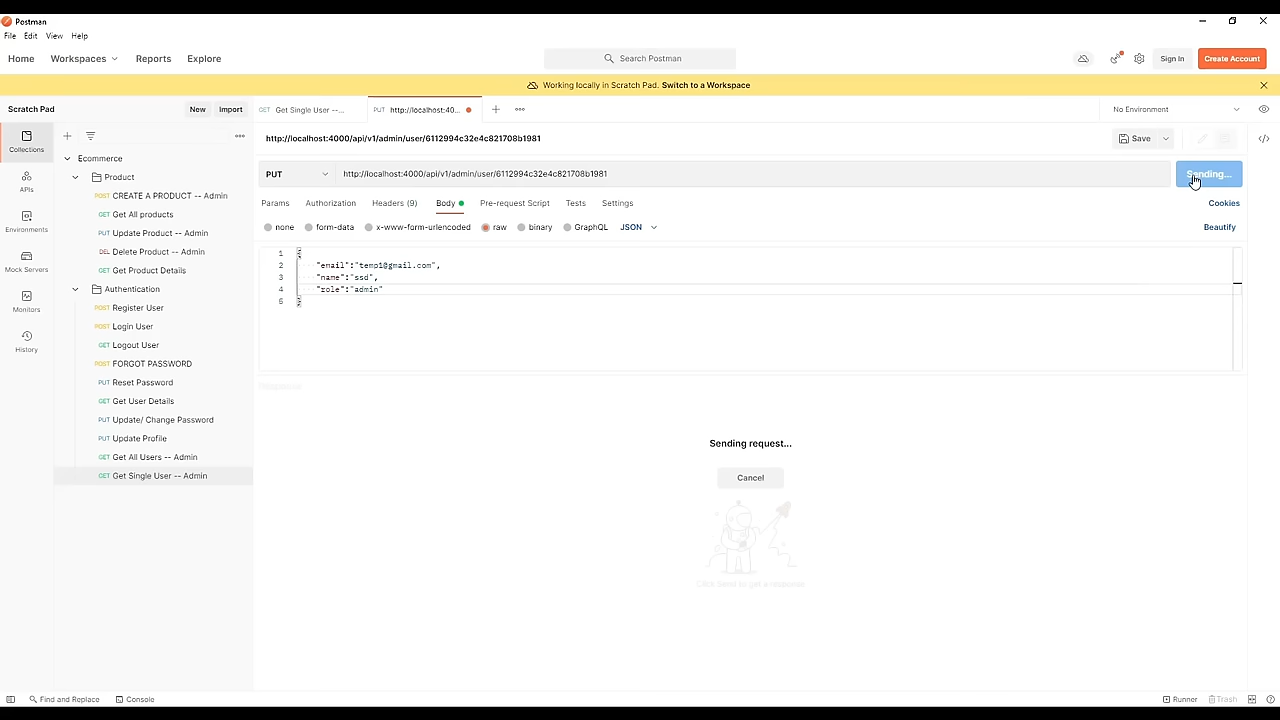 Postman
File Edit View Help
Home Workspaces Reports Explore
Search Postman
Sign In
Create Account
Working locally in Scratch Pad. Switch to a Workspace
Scratch Pad
New Import
GET Get Single User --...
PUT http://localhost:40...
No Environment
Collections
APIs
Environments
Mock Servers
Monitors
History
Ecommerce
Product
POST CREATE A PRODUCT -- Admin
GET Get All products
PUT Update Product -- Admin
DEL Delete Product -- Admin
GET Get Product Details
Authentication
POST Register User
POST Login User
GET Logout User
POST FORGOT PASSWORD
PUT Reset Password
GET Get User Details
PUT Update/ Change Password
PUT Update Profile
GET Get All Users -- Admin
GET Get Single User -- Admin
http://localhost:4000/api/v1/admin/user/6112994c32e4c821708b1981
Save
PUT http://localhost:4000/api/v1/admin/user/6112994c32e4c821708b1981
Sending...
Params Authorization Headers (9) Body Pre-request Script Tests Settings
Cookies
none form-data x-www-form-urlencoded raw binary GraphQL JSON
Beautify
1 {
2 "email":"temp1@gmail.com",
3 "name":"ssd",
4 "role":"admin"
5 }
Response
Sending request...
Cancel
Click Send to get a response
Find and Replace Console
Runner Trash